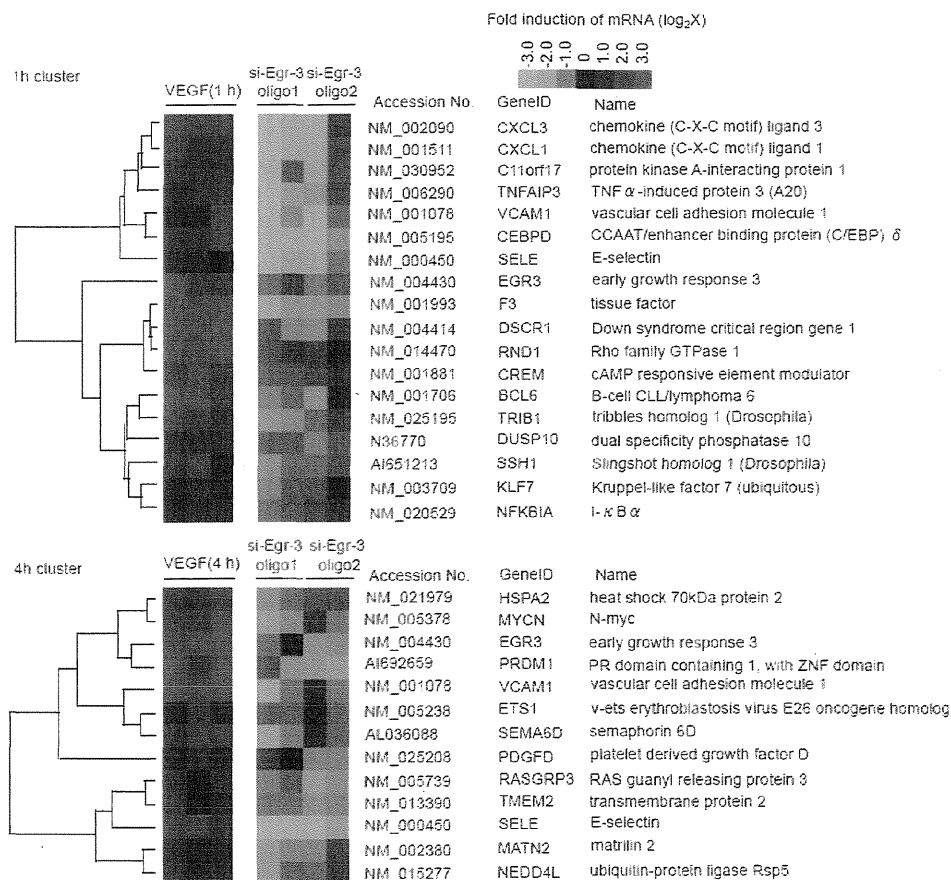 Fold induction of mRNA (log2X)
-3.0 -2.0 -1.0 0 1.0 2.0 3.0
1h cluster
VEGF(1 h) si-Egr-3 oligo1 si-Egr-3 oligo2 Accession No. GeneID Name
NM_002090 CXCL3 chemokine (C-X-C motif) ligand 3
NM_001511 CXCL1 chemokine (C-X-C motif) ligand 1
NM_030952 C11orf17 protein kinase A-interacting protein 1
NM_006290 TNFAIP3 TNFα-induced protein 3 (A20)
NM_001078 VCAM1 vascular cell adhesion molecule 1
NM_005195 CEBPD CCAAT/enhancer binding protein (C/EBP) δ
NM_000450 SELE E-selectin
NM_004430 EGR3 early growth response 3
NM_001993 F3 tissue factor
NM_004414 DSCR1 Down syndrome critical region gene 1
NM_014470 RND1 Rho family GTPase 1
NM_001881 CREM cAMP responsive element modulator
NM_001706 BCL6 B-cell CLL/lymphoma 6
NM_025195 TRIB1 tribbles homolog 1 (Drosophila)
N36770 DUSP10 dual specificity phosphatase 10
AI651213 SSH1 Slingshot homolog 1 (Drosophila)
NM_003709 KLF7 Kruppel-like factor 7 (ubiquitous)
NM_020529 NFKBIA I-κBα
4h cluster
VEGF(4 h) si-Egr-3 oligo1 si-Egr-3 oligo2 Accession No. GeneID Name
NM_021979 HSPA2 heat shock 70kDa protein 2
NM_005378 MYCN N-myc
NM_004430 EGR3 early growth response 3
AI692659 PRDM1 PR domain containing 1, with ZNF domain
NM_001078 VCAM1 vascular cell adhesion molecule 1
NM_005238 ETS1 v-ets erythroblastosis virus E26 oncogene homolog
AL036088 SEMA6D semaphorin 6D
NM_025208 PDGFD platelet derived growth factor D
NM_005739 RASGRP3 RAS guanyl releasing protein 3
NM_013390 TMEM2 transmembrane protein 2
NM_000450 SELE E-selectin
NM_002380 MATN2 matrilin 2
NM_015277 NEDD4L ubiquitin-protein ligase Rsp5